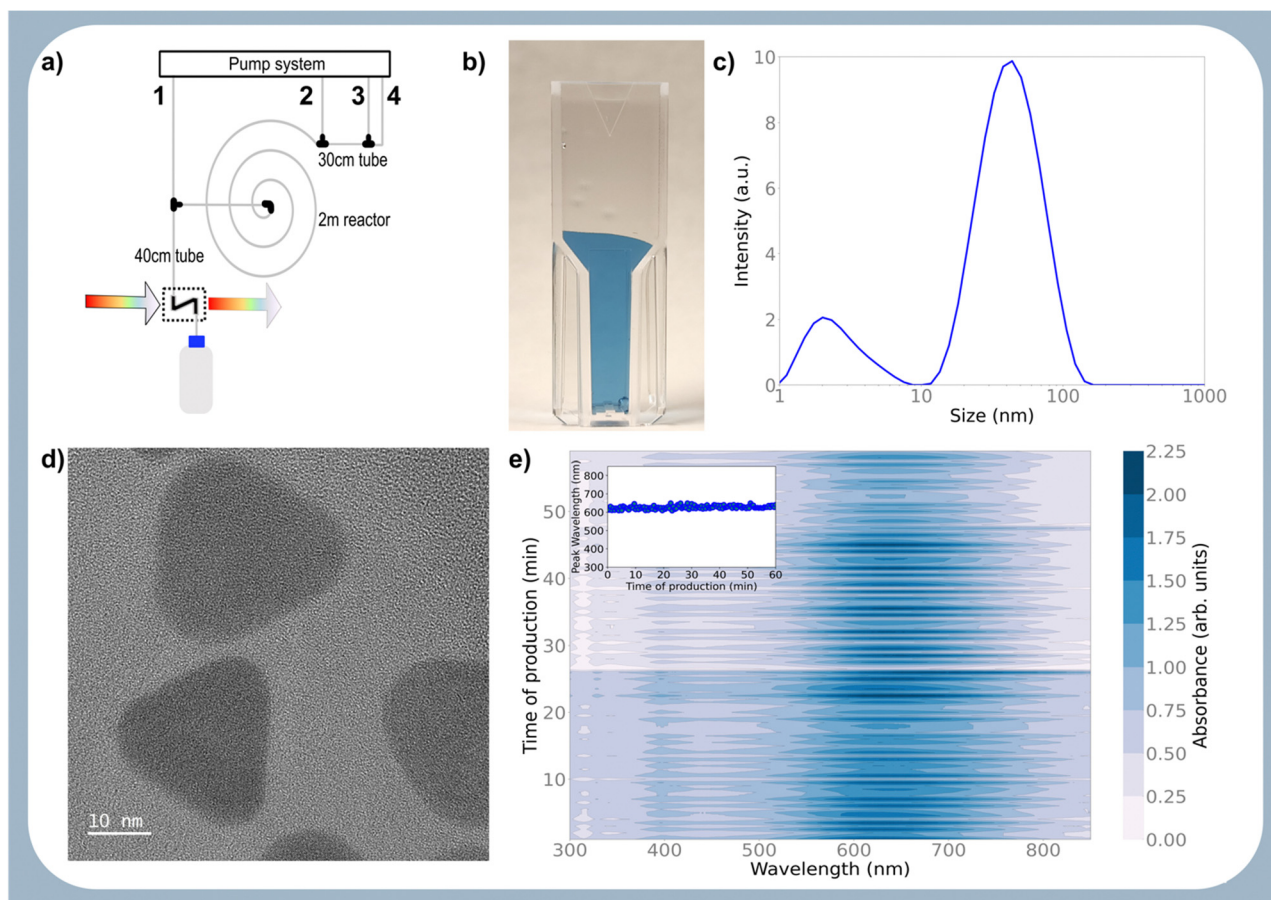 a)
Pump system
1
2
3
4
30cm tube
2m reactor
40cm tube
b)
c)
10
8
6
4
2
0
Intensity (a.u.)
1
10
100
1000
Size (nm)
d)
10 nm
e)
800
700
600
500
400
300
Peak Wavelength (nm)
0
10
20
30
40
50
60
Time of production (min)
50
40
30
20
10
Time of production (min)
300
400
500
600
700
800
Wavelength (nm)
2.25
2.00
1.75
1.50
1.25
1.00
0.75
0.50
0.25
0.00
Absorbance (arb. units)